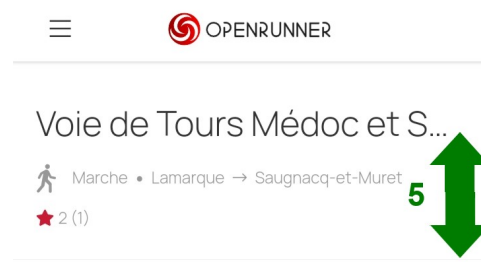 OPENRUNNER
Voie de Tours Médoc et S...
Marche • Lamarque → Saugnacq-et-Muret
5
2 (1)